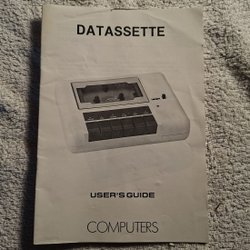 DATASSETTE
USER'S GUIDE
COMPUTERS